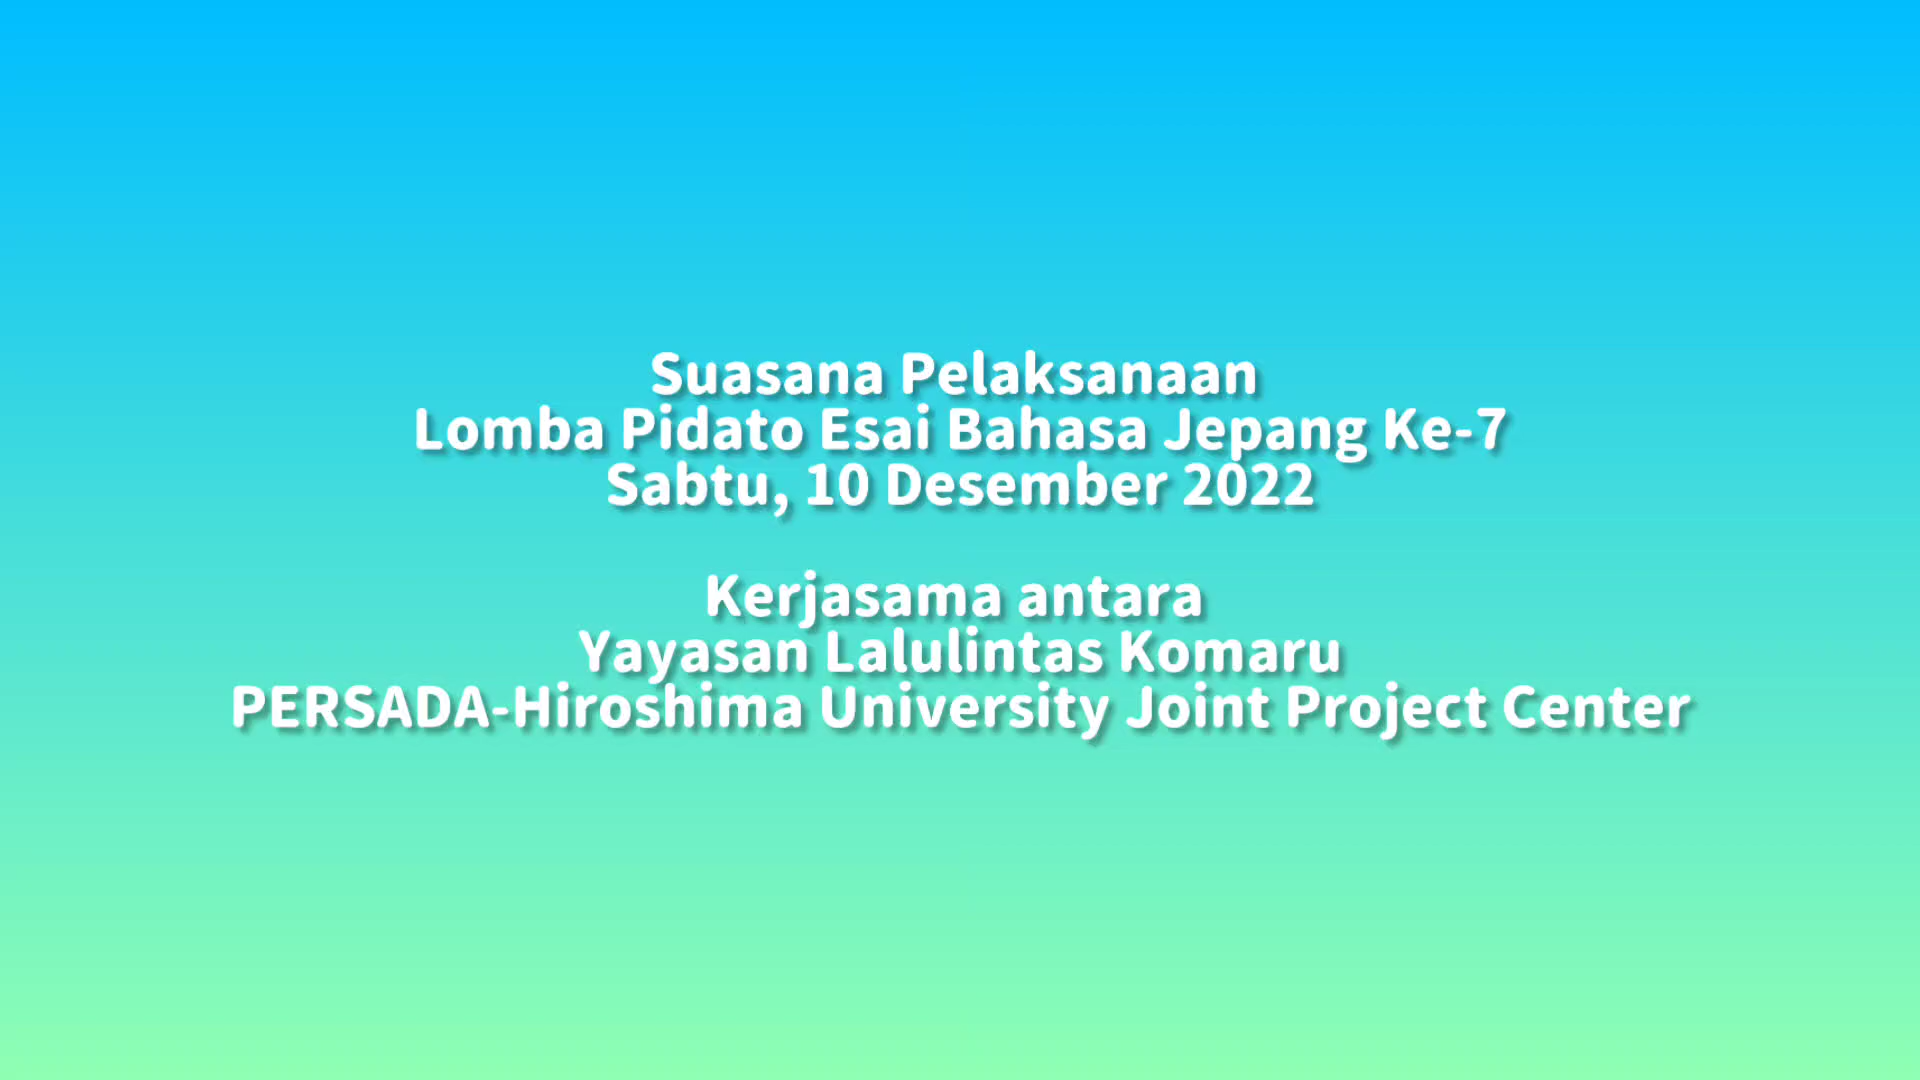 Suasana Pelaksanaan
Lomba Pidato Esai Bahasa Jepang Ke-7
Sabtu, 10 Desember 2022
Kerjasama antara
Yayasan Lalulintas Komaru
PERSADA-Hiroshima University Joint Project Center